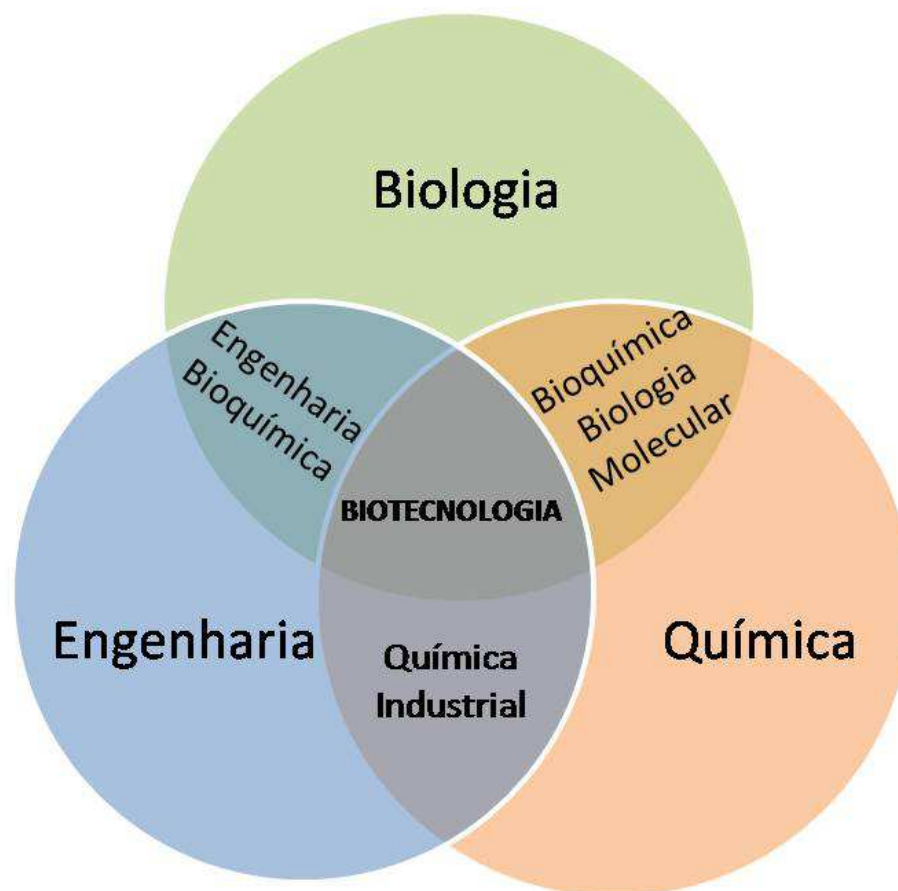 Biologia
Engenharia
Bioquímica
Bioquímica
Biologia
Molecular
BIOTECNOLOGIA
Engenharia
Química
Industrial
Química